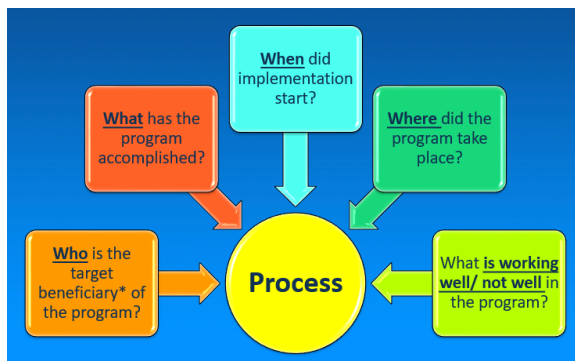 When did
implementation
start?
What has the
program
accomplished?
Where did the
program take
place?
Who is the
target
beneficiary* of
the program?
Process
What is working
well/ not well in
the program?